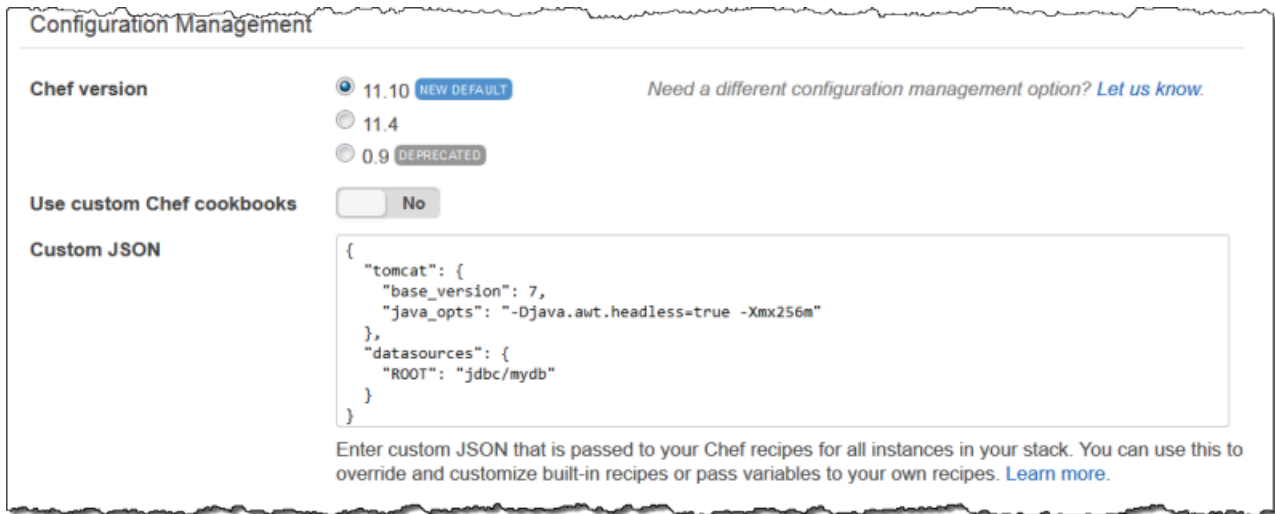 Configuration Management
Chef version
11.10 NEW DEFAULT
Need a different configuration management option? Let us know.
11.4
0.9 DEPRECATED
Use custom Chef cookbooks
No
Custom JSON
{
  "tomcat": {
    "base_version": 7,
    "java_opts": "-Djava.awt.headless=true -Xmx256m"
  },
  "datasources": {
    "ROOT": "jdbc/mydb"
  }
}
Enter custom JSON that is passed to your Chef recipes for all instances in your stack. You can use this to
override and customize built-in recipes or pass variables to your own recipes. Learn more.